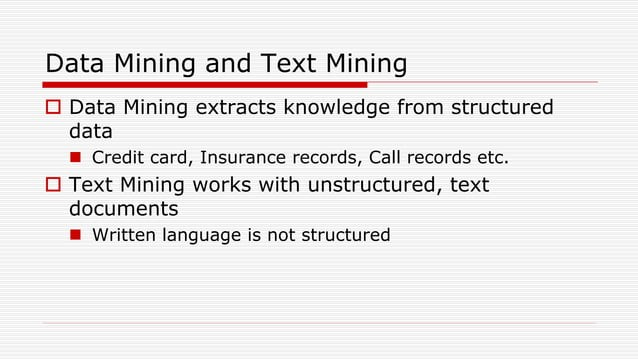 Data Mining and Text Mining
Data Mining extracts knowledge from structured
data
Credit card, Insurance records, Call records etc.
Text Mining works with unstructured, text
documents
Written language is not structured